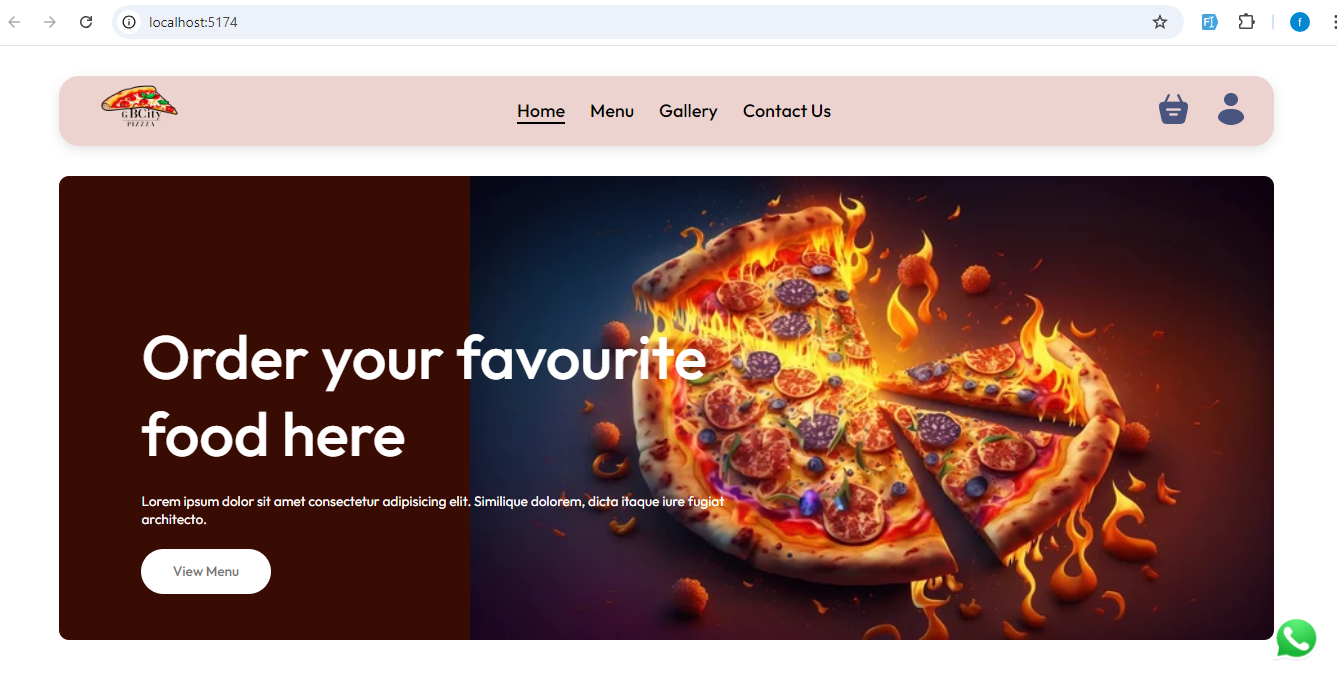 localhost:5174
f
GBCity
PIZZZA
Home Menu Gallery Contact Us
Order your favourite
food here
Lorem ipsum dolor sit amet consectetur adipisicing elit. Similique dolorem, dicta itaque iure fugiat
architecto.
View Menu